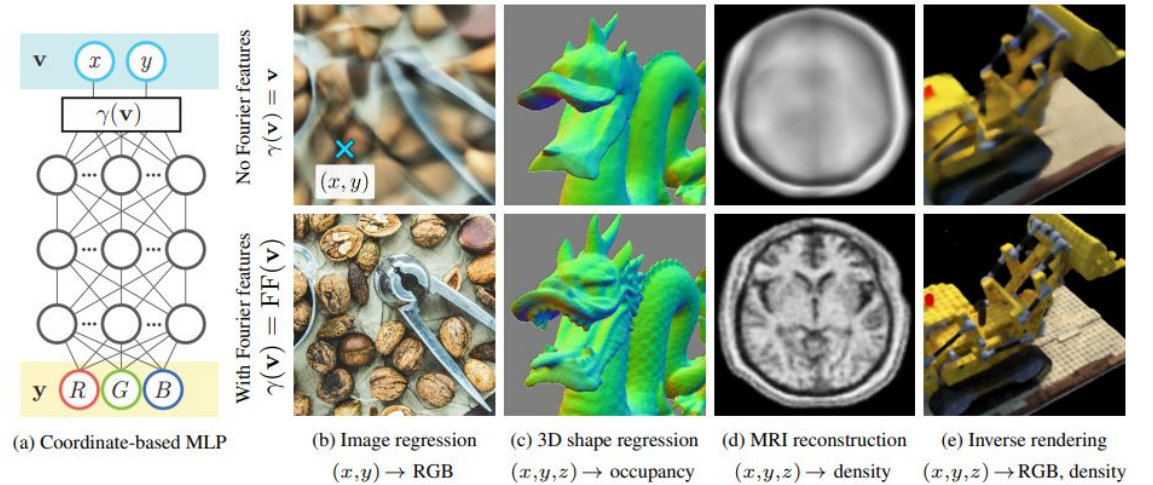 v x y
γ(v)
y R G B
(a) Coordinate-based MLP
No Fourier features
γ(v) = v
With Fourier features
γ(v) = FF(v)
(x, y)
(b) Image regression
(x,y) → RGB
(c) 3D shape regression
(x,y,z) → occupancy
(d) MRI reconstruction
(x,y,z) → density
(e) Inverse rendering
(x,y,z) → RGB, density